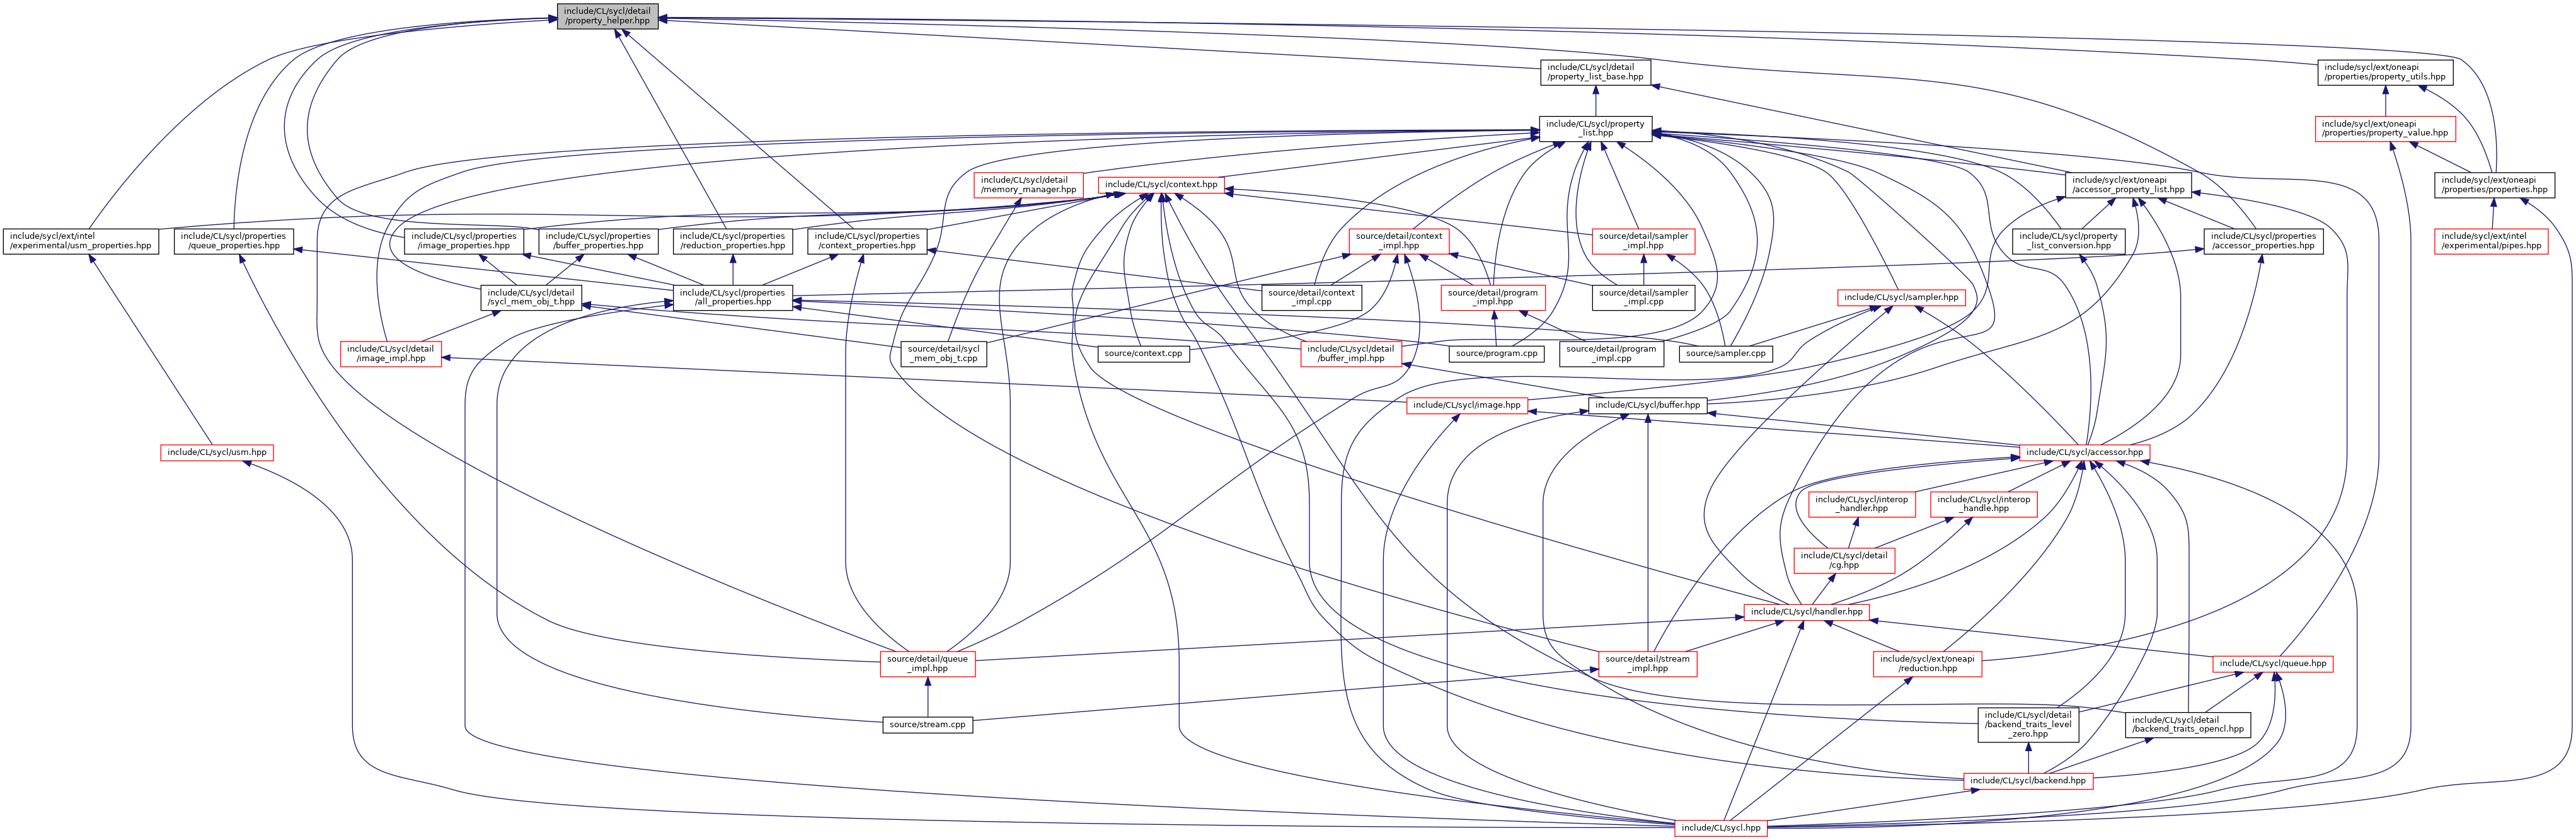 include/CL/sycl/detail
/property_helper.hpp
include/CL/sycl/detail
/property_list_base.hpp
include/sycl/ext/oneapi
/properties/property_utils.hpp
include/CL/sycl/property
_list.hpp
include/sycl/ext/oneapi
/properties/property_value.hpp
include/CL/sycl/detail
/memory_manager.hpp
include/CL/sycl/context.hpp
include/sycl/ext/oneapi
/accessor_property_list.hpp
include/sycl/ext/oneapi
/properties/properties.hpp
include/sycl/ext/intel
/experimental/usm_properties.hpp
include/CL/sycl/properties
/queue_properties.hpp
include/CL/sycl/properties
/image_properties.hpp
include/CL/sycl/properties
/buffer_properties.hpp
include/CL/sycl/properties
/reduction_properties.hpp
include/CL/sycl/properties
/context_properties.hpp
source/detail/context
_impl.hpp
source/detail/sampler
_impl.hpp
include/CL/sycl/property
_list_conversion.hpp
include/CL/sycl/properties
/accessor_properties.hpp
include/sycl/ext/intel
/experimental/pipes.hpp
include/CL/sycl/detail
/sycl_mem_obj_t.hpp
include/CL/sycl/properties
/all_properties.hpp
source/detail/context
_impl.cpp
source/detail/program
_impl.hpp
source/detail/sampler
_impl.cpp
include/CL/sycl/sampler.hpp
include/CL/sycl/detail
/image_impl.hpp
source/context.cpp
source/detail/sycl
_mem_obj_t.cpp
include/CL/sycl/detail
/buffer_impl.hpp
source/program.cpp
source/detail/program
_impl.cpp
source/sampler.cpp
include/CL/sycl/image.hpp
include/CL/sycl/buffer.hpp
include/CL/sycl/usm.hpp
include/CL/sycl/accessor.hpp
include/CL/sycl/interop
_handler.hpp
include/CL/sycl/interop
_handle.hpp
include/CL/sycl/detail
/cg.hpp
include/CL/sycl/handler.hpp
source/detail/queue
_impl.hpp
source/detail/stream
_impl.hpp
include/sycl/ext/oneapi
/reduction.hpp
include/CL/sycl/queue.hpp
source/stream.cpp
include/CL/sycl/detail
/backend_traits_level
_zero.hpp
include/CL/sycl/detail
/backend_traits_opencl.hpp
include/CL/sycl/backend.hpp
include/CL/sycl.hpp